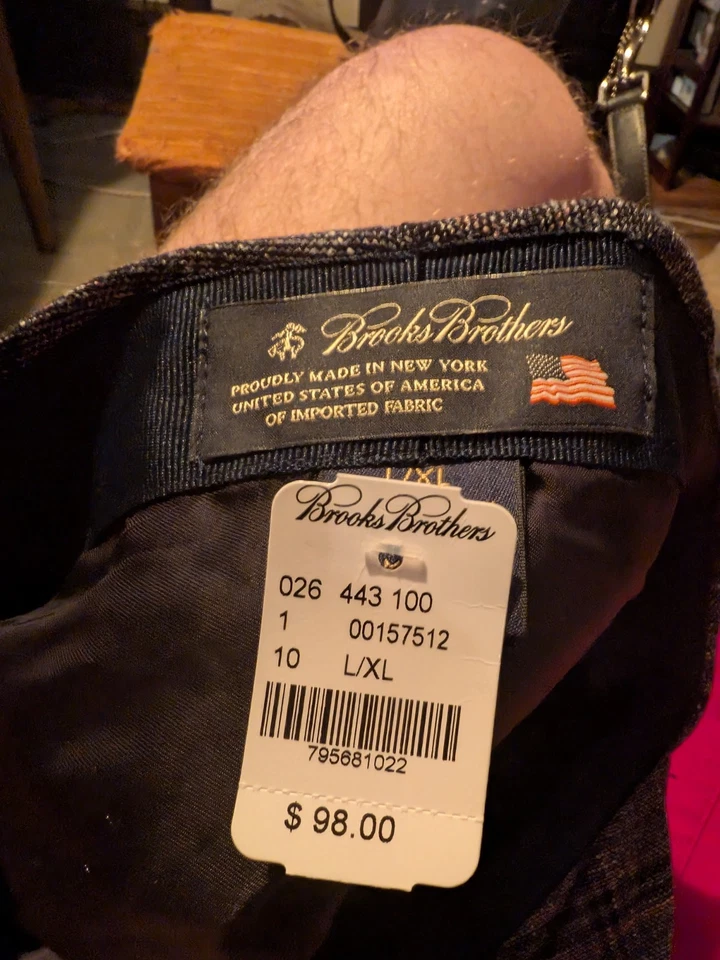 Brooks Brothers
PROUDLY MADE IN NEW YORK
UNITED STATES OF AMERICA
OF IMPORTED FABRIC
L/XL
Brooks Brothers
026 443 100
1 00157512
10 L/XL
795681022
$ 98.00